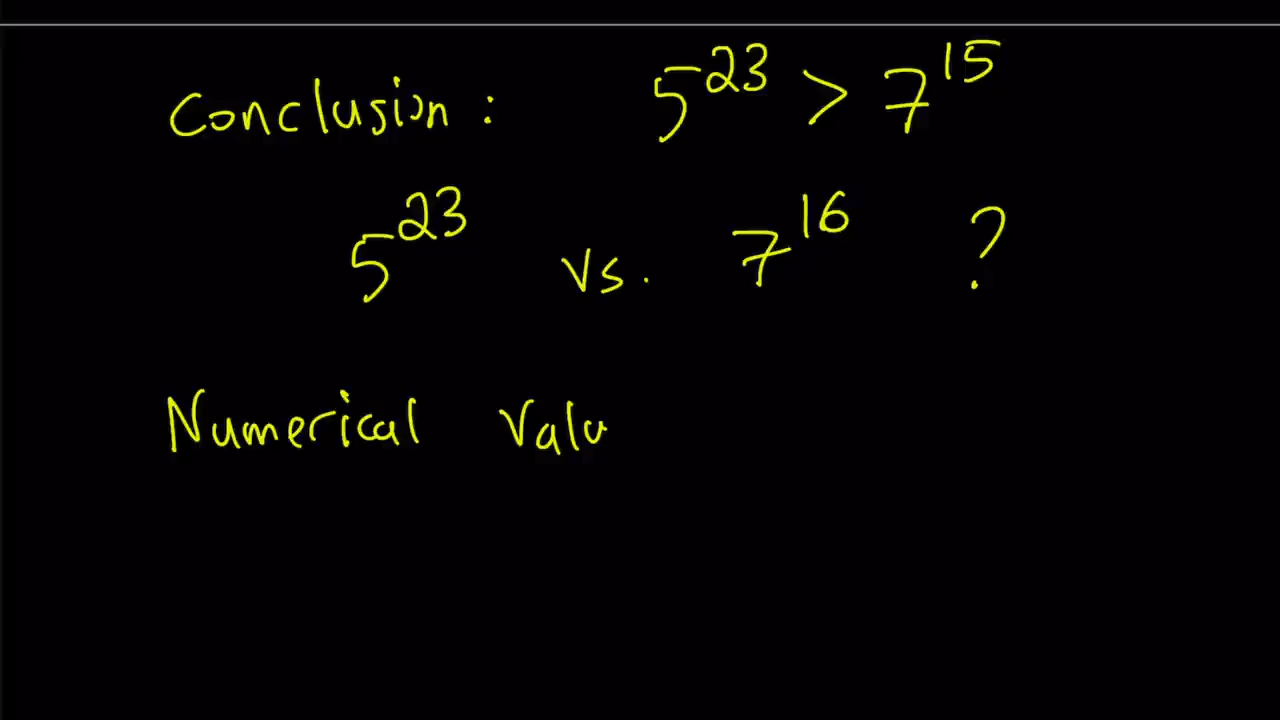 Conclusion: 5^23 > 7^15
5^23 vs. 7^16 ?
Numerical Valu